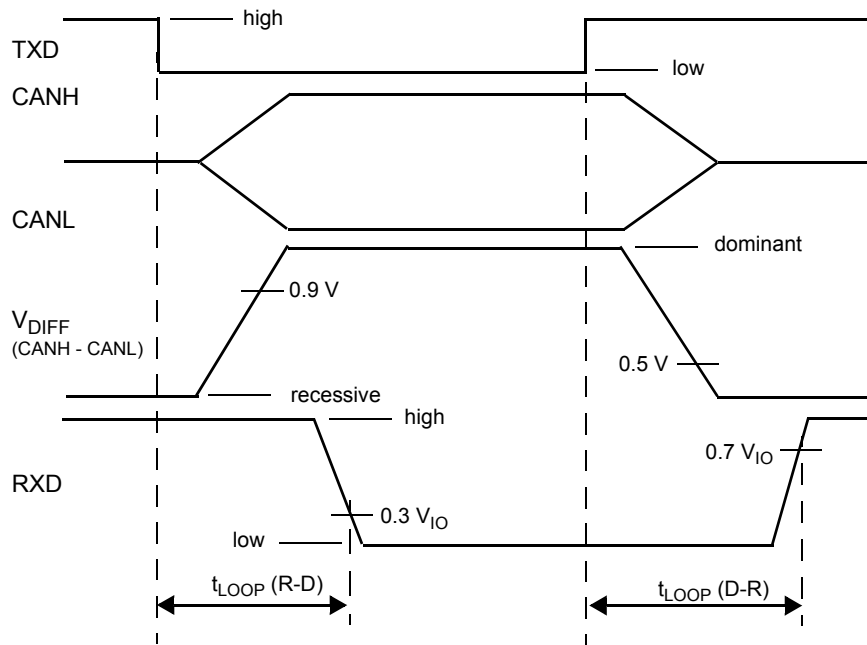 high
TXD
low
CANH
CANL
dominant
0.9 V
VDIFF
(CANH - CANL)
0.5 V
recessive
high
0.7 VIO
RXD
0.3 VIO
low
tLOOP (R-D)
tLOOP (D-R)